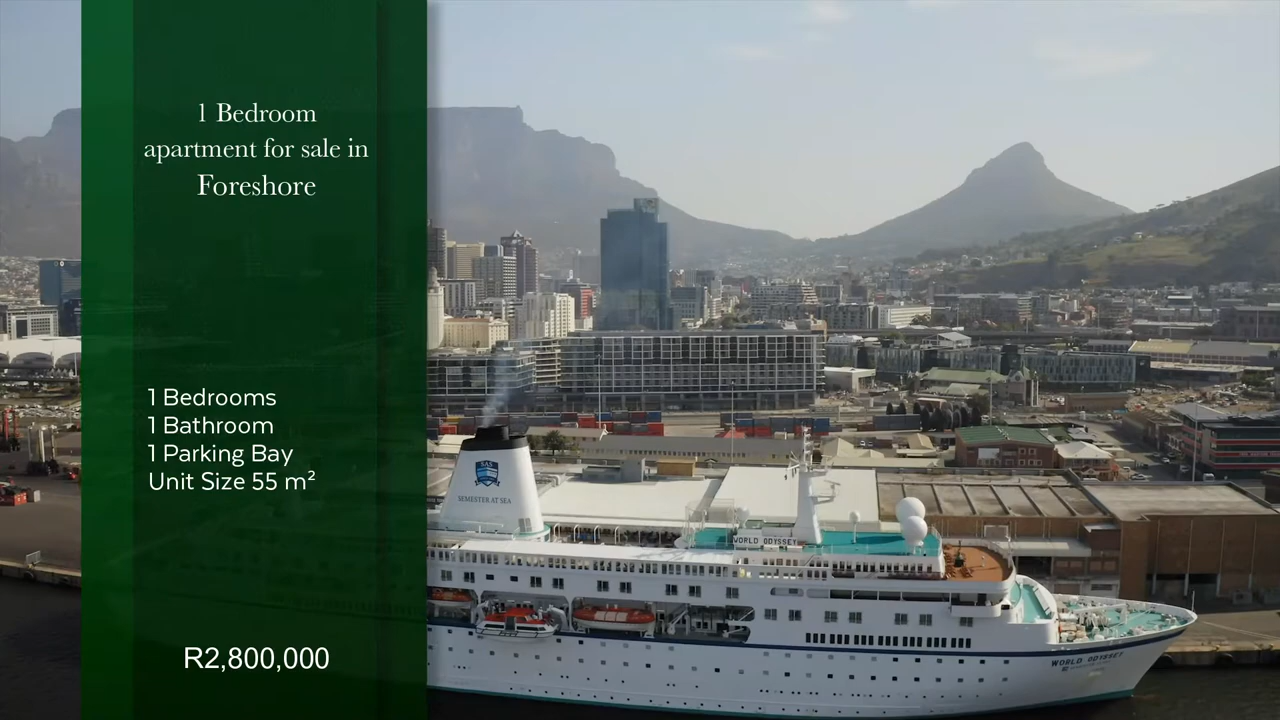 1 Bedroom
apartment for sale in
Foreshore
1 Bedrooms
1 Bathroom
1 Parking Bay
Unit Size 55 m²
R2,800,000
SAS
SEMESTER AT SEA
WORLD ODYSSEY
WORLD ODYSSEY